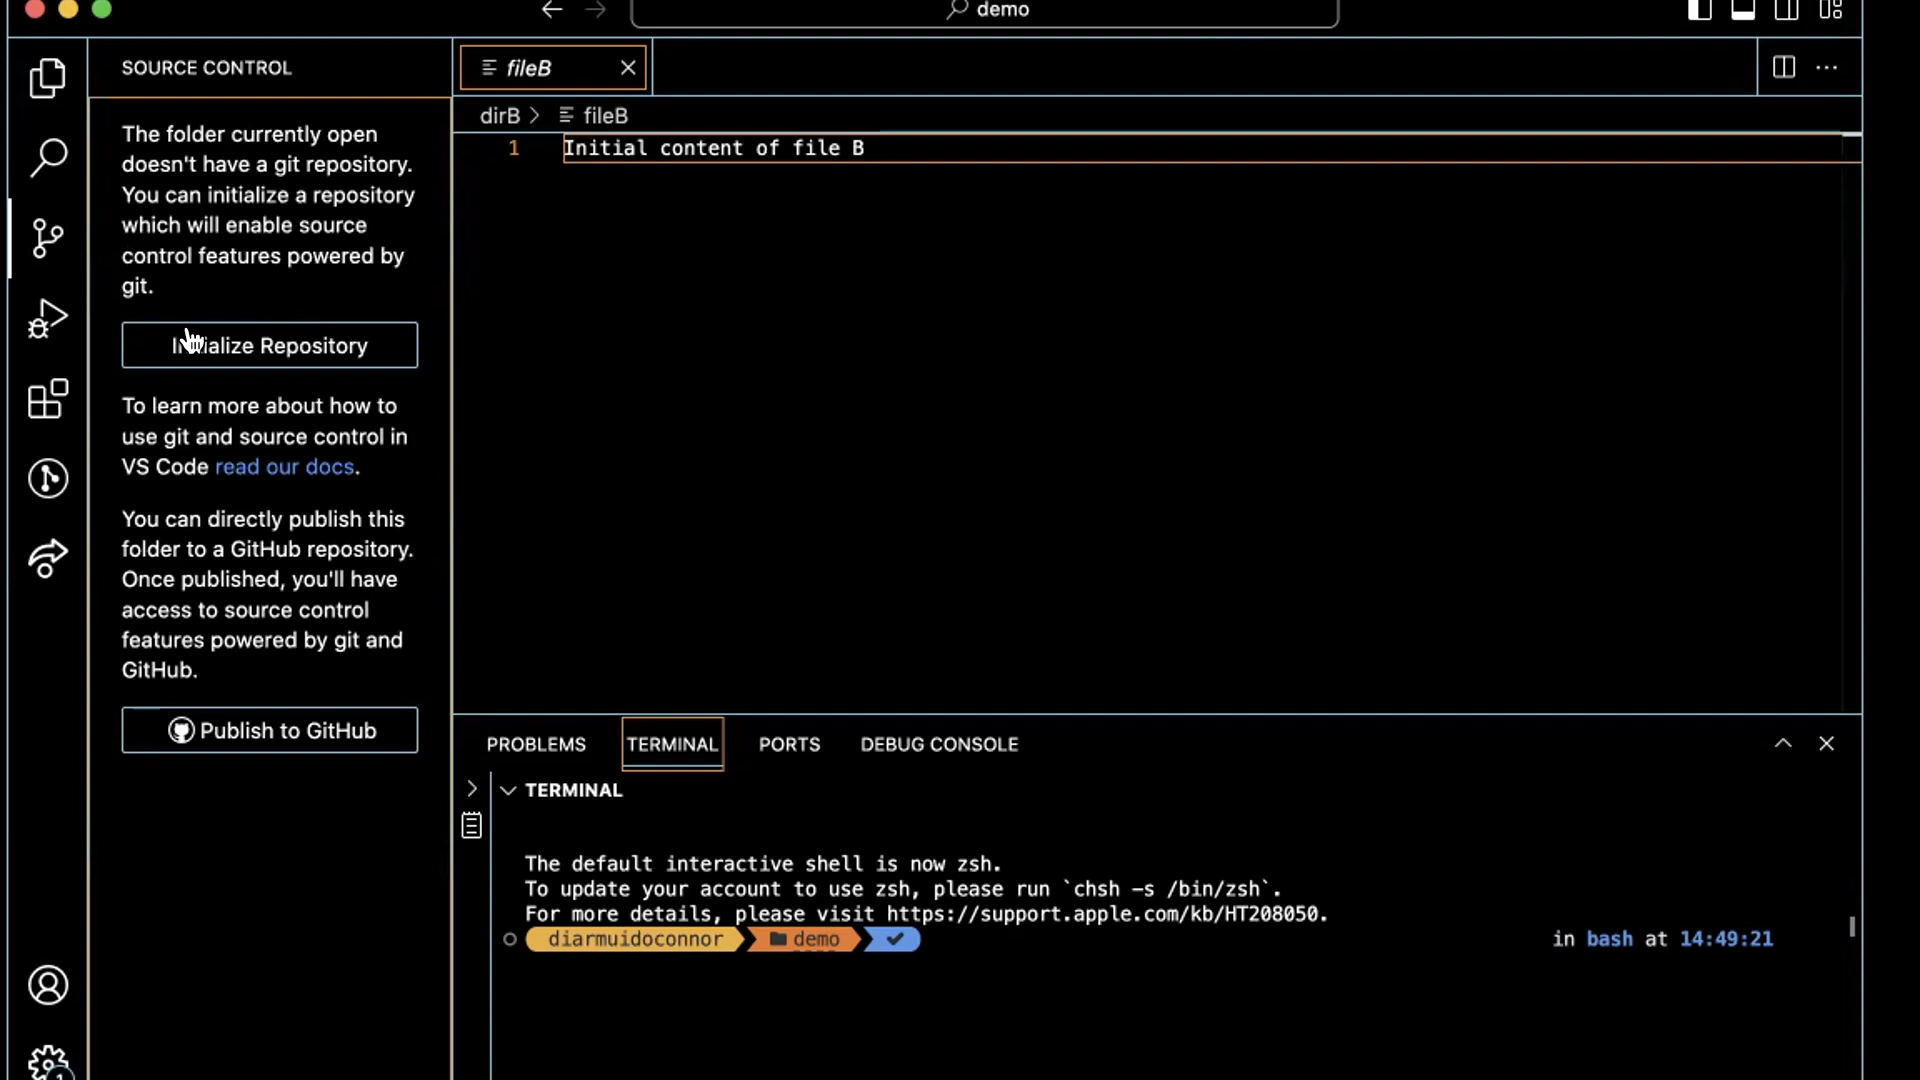 demo
SOURCE CONTROL
fileB
dirB > fileB
1 Initial content of file B
The folder currently open
doesn't have a git repository.
You can initialize a repository
which will enable source
control features powered by
git.
Initialize Repository
To learn more about how to
use git and source control in
VS Code read our docs.
You can directly publish this
folder to a GitHub repository.
Once published, you'll have
access to source control
features powered by git and
GitHub.
Publish to GitHub
PROBLEMS TERMINAL PORTS DEBUG CONSOLE
TERMINAL
The default interactive shell is now zsh.
To update your account to use zsh, please run `chsh -s /bin/zsh`.
For more details, please visit https://support.apple.com/kb/HT208050.
diarmuidoconnor demo in bash at 14:49:21
1